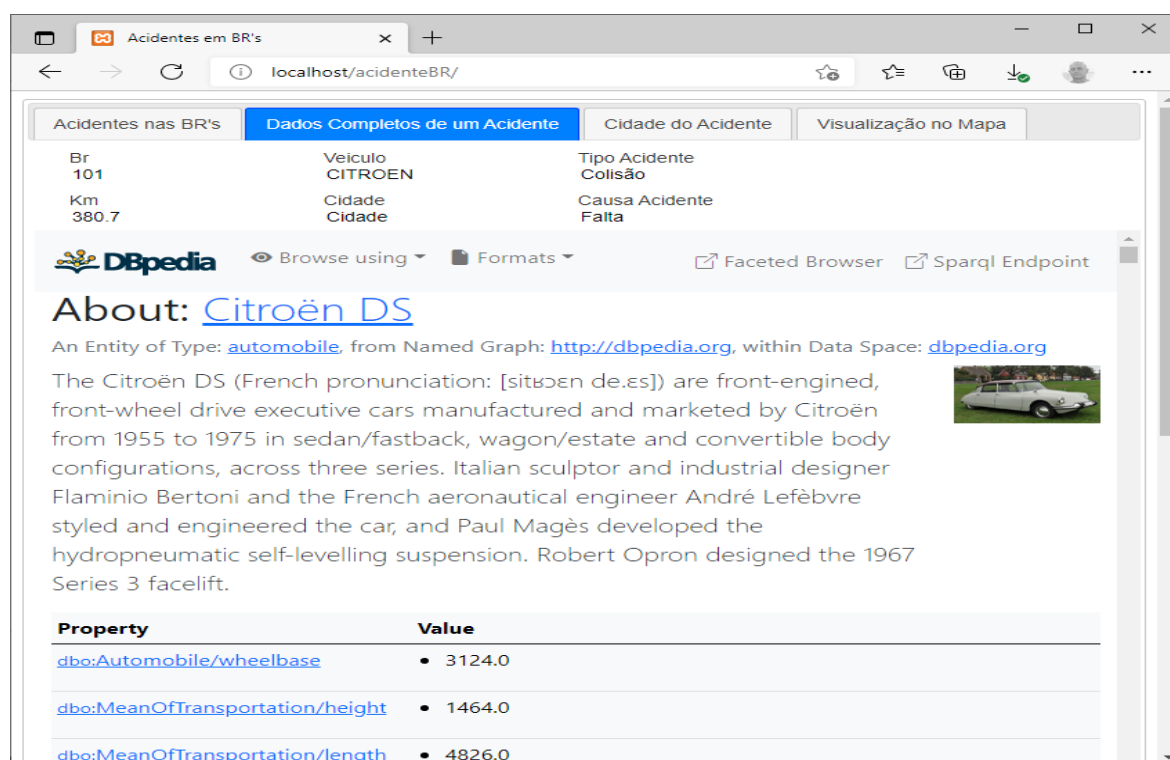 Acidentes em BR's
localhost/acidenteBR/
Acidentes nas BR's Dados Completos de um Acidente Cidade do Acidente Visualização no Mapa
Br Veiculo Tipo Acidente
101 CITROEN Colisão
Km Cidade Causa Acidente
380.7 Cidade Falta
DBpedia Browse using Formats Faceted Browser Sparql Endpoint
About: Citroën DS
An Entity of Type: automobile, from Named Graph: http://dbpedia.org, within Data Space: dbpedia.org
The Citroën DS (French pronunciation: [sitʁɔɛn de.ɛs]) are front-engined,
front-wheel drive executive cars manufactured and marketed by Citroën
from 1955 to 1975 in sedan/fastback, wagon/estate and convertible body
configurations, across three series. Italian sculptor and industrial designer
Flaminio Bertoni and the French aeronautical engineer André Lefèbvre
styled and engineered the car, and Paul Magès developed the
hydropneumatic self-levelling suspension. Robert Opron designed the 1967
Series 3 facelift.
Property Value
dbo:Automobile/wheelbase • 3124.0
dbo:MeanOfTransportation/height • 1464.0
dbo:MeanOfTransportation/length • 4826.0